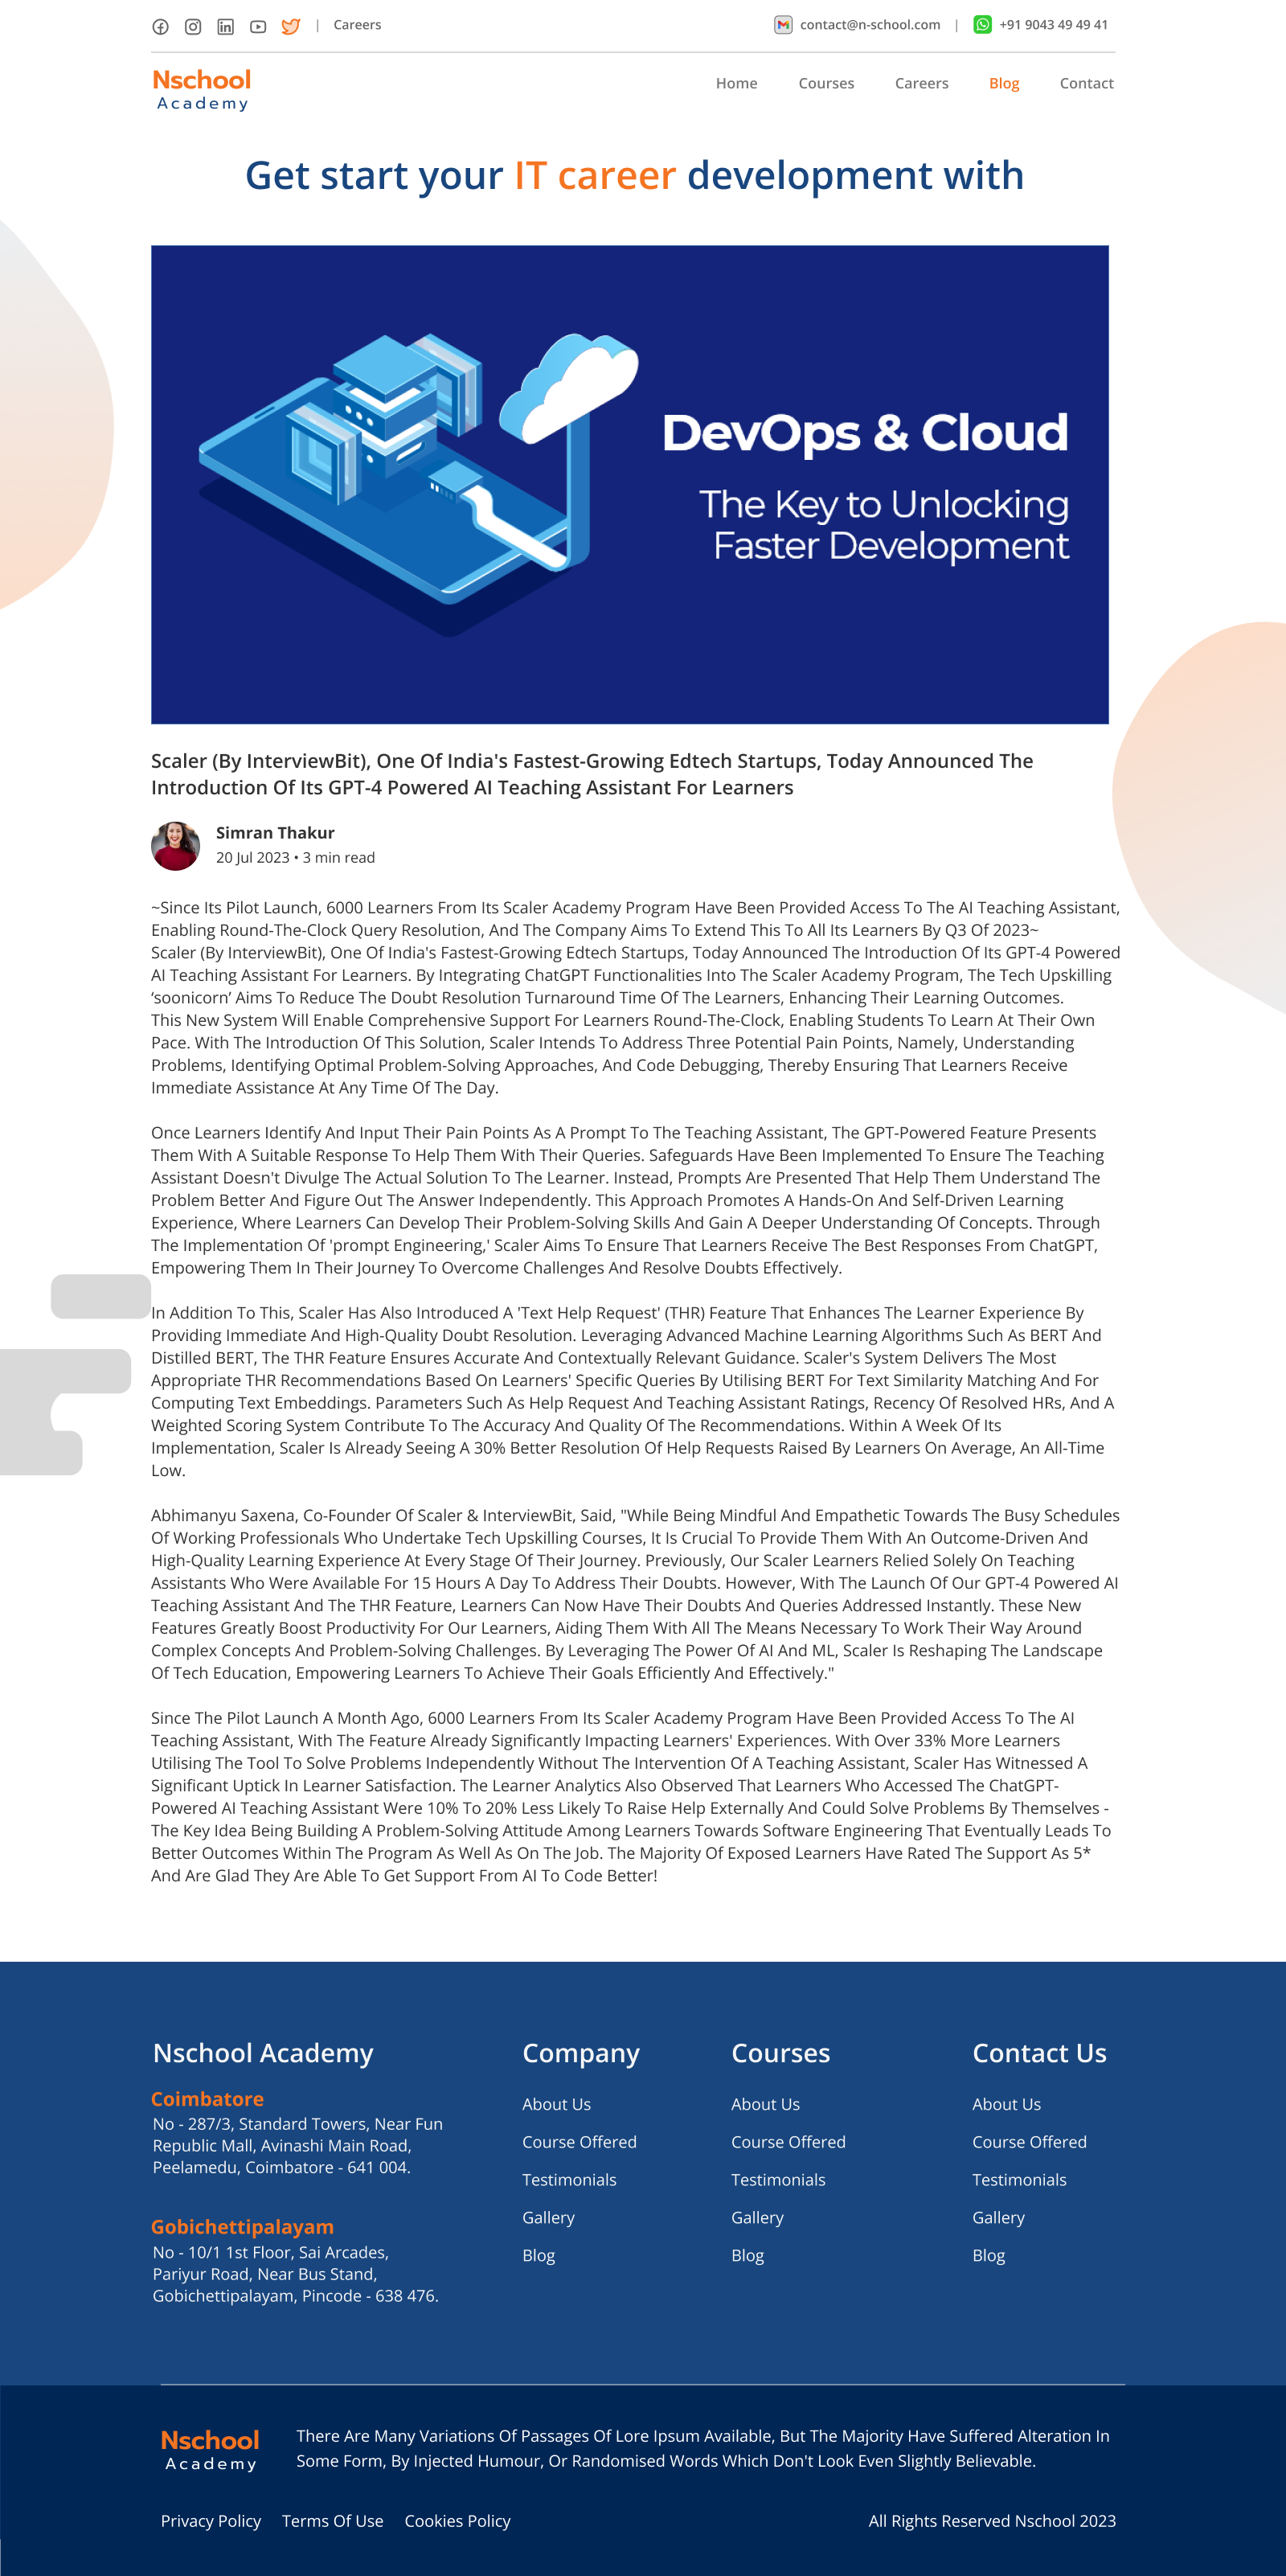 | Careers
contact@n-school.com | +91 9043 49 49 41
Nschool
Academy
Home Courses Careers Blog Contact
Get start your IT career development with
DevOps & Cloud
The Key to Unlocking
Faster Development
Scaler (By InterviewBit), One Of India's Fastest-Growing Edtech Startups, Today Announced The
Introduction Of Its GPT-4 Powered AI Teaching Assistant For Learners
Simran Thakur
20 Jul 2023 • 3 min read
~Since Its Pilot Launch, 6000 Learners From Its Scaler Academy Program Have Been Provided Access To The AI Teaching Assistant,
Enabling Round-The-Clock Query Resolution, And The Company Aims To Extend This To All Its Learners By Q3 Of 2023~
Scaler (By InterviewBit), One Of India's Fastest-Growing Edtech Startups, Today Announced The Introduction Of Its GPT-4 Powered
AI Teaching Assistant For Learners. By Integrating ChatGPT Functionalities Into The Scaler Academy Program, The Tech Upskilling
‘soonicorn’ Aims To Reduce The Doubt Resolution Turnaround Time Of The Learners, Enhancing Their Learning Outcomes.
This New System Will Enable Comprehensive Support For Learners Round-The-Clock, Enabling Students To Learn At Their Own
Pace. With The Introduction Of This Solution, Scaler Intends To Address Three Potential Pain Points, Namely, Understanding
Problems, Identifying Optimal Problem-Solving Approaches, And Code Debugging, Thereby Ensuring That Learners Receive
Immediate Assistance At Any Time Of The Day.
Once Learners Identify And Input Their Pain Points As A Prompt To The Teaching Assistant, The GPT-Powered Feature Presents
Them With A Suitable Response To Help Them With Their Queries. Safeguards Have Been Implemented To Ensure The Teaching
Assistant Doesn't Divulge The Actual Solution To The Learner. Instead, Prompts Are Presented That Help Them Understand The
Problem Better And Figure Out The Answer Independently. This Approach Promotes A Hands-On And Self-Driven Learning
Experience, Where Learners Can Develop Their Problem-Solving Skills And Gain A Deeper Understanding Of Concepts. Through
The Implementation Of 'prompt Engineering,' Scaler Aims To Ensure That Learners Receive The Best Responses From ChatGPT,
Empowering Them In Their Journey To Overcome Challenges And Resolve Doubts Effectively.
In Addition To This, Scaler Has Also Introduced A 'Text Help Request' (THR) Feature That Enhances The Learner Experience By
Providing Immediate And High-Quality Doubt Resolution. Leveraging Advanced Machine Learning Algorithms Such As BERT And
Distilled BERT, The THR Feature Ensures Accurate And Contextually Relevant Guidance. Scaler's System Delivers The Most
Appropriate THR Recommendations Based On Learners' Specific Queries By Utilising BERT For Text Similarity Matching And For
Computing Text Embeddings. Parameters Such As Help Request And Teaching Assistant Ratings, Recency Of Resolved HRs, And A
Weighted Scoring System Contribute To The Accuracy And Quality Of The Recommendations. Within A Week Of Its
Implementation, Scaler Is Already Seeing A 30% Better Resolution Of Help Requests Raised By Learners On Average, An All-Time
Low.
Abhimanyu Saxena, Co-Founder Of Scaler & InterviewBit, Said, "While Being Mindful And Empathetic Towards The Busy Schedules
Of Working Professionals Who Undertake Tech Upskilling Courses, It Is Crucial To Provide Them With An Outcome-Driven And
High-Quality Learning Experience At Every Stage Of Their Journey. Previously, Our Scaler Learners Relied Solely On Teaching
Assistants Who Were Available For 15 Hours A Day To Address Their Doubts. However, With The Launch Of Our GPT-4 Powered AI
Teaching Assistant And The THR Feature, Learners Can Now Have Their Doubts And Queries Addressed Instantly. These New
Features Greatly Boost Productivity For Our Learners, Aiding Them With All The Means Necessary To Work Their Way Around
Complex Concepts And Problem-Solving Challenges. By Leveraging The Power Of AI And ML, Scaler Is Reshaping The Landscape
Of Tech Education, Empowering Learners To Achieve Their Goals Efficiently And Effectively."
Since The Pilot Launch A Month Ago, 6000 Learners From Its Scaler Academy Program Have Been Provided Access To The AI
Teaching Assistant, With The Feature Already Significantly Impacting Learners' Experiences. With Over 33% More Learners
Utilising The Tool To Solve Problems Independently Without The Intervention Of A Teaching Assistant, Scaler Has Witnessed A
Significant Uptick In Learner Satisfaction. The Learner Analytics Also Observed That Learners Who Accessed The ChatGPT-
Powered AI Teaching Assistant Were 10% To 20% Less Likely To Raise Help Externally And Could Solve Problems By Themselves -
The Key Idea Being Building A Problem-Solving Attitude Among Learners Towards Software Engineering That Eventually Leads To
Better Outcomes Within The Program As Well As On The Job. The Majority Of Exposed Learners Have Rated The Support As 5*
And Are Glad They Are Able To Get Support From AI To Code Better!
Nschool Academy
Coimbatore
No - 287/3, Standard Towers, Near Fun
Republic Mall, Avinashi Main Road,
Peelamedu, Coimbatore - 641 004.
Gobichettipalayam
No - 10/1 1st Floor, Sai Arcades,
Pariyur Road, Near Bus Stand,
Gobichettipalayam, Pincode - 638 476.
Company
About Us
Course Offered
Testimonials
Gallery
Blog
Courses
About Us
Course Offered
Testimonials
Gallery
Blog
Contact Us
About Us
Course Offered
Testimonials
Gallery
Blog
Nschool
Academy
There Are Many Variations Of Passages Of Lore Ipsum Available, But The Majority Have Suffered Alteration In
Some Form, By Injected Humour, Or Randomised Words Which Don't Look Even Slightly Believable.
Privacy Policy Terms Of Use Cookies Policy
All Rights Reserved Nschool 2023